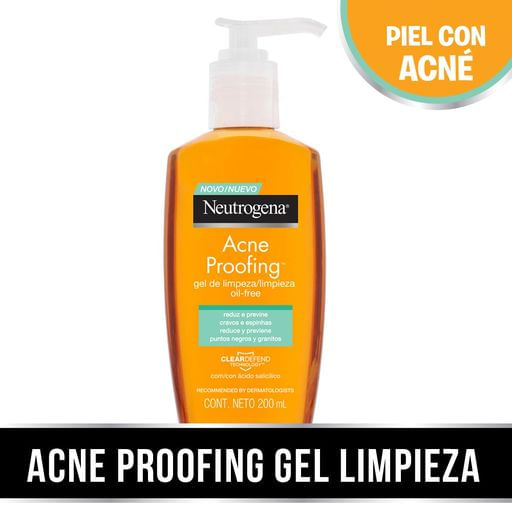 PIEL CON
ACNÉ
NOVO/NUEVO
Neutrogena®
Acne
Proofing™
gel de limpeza/limpieza
oil-free
reduz e previne
cravos e espinhas
reduce y previene
puntos negros y granitos
CLEARDEFEND
TECHNOLOGY™
com/con ácido salicílico
RECOMMENDED BY DERMATOLOGISTS
CONT. NETO 200 mL
ACNE PROOFING GEL LIMPIEZA